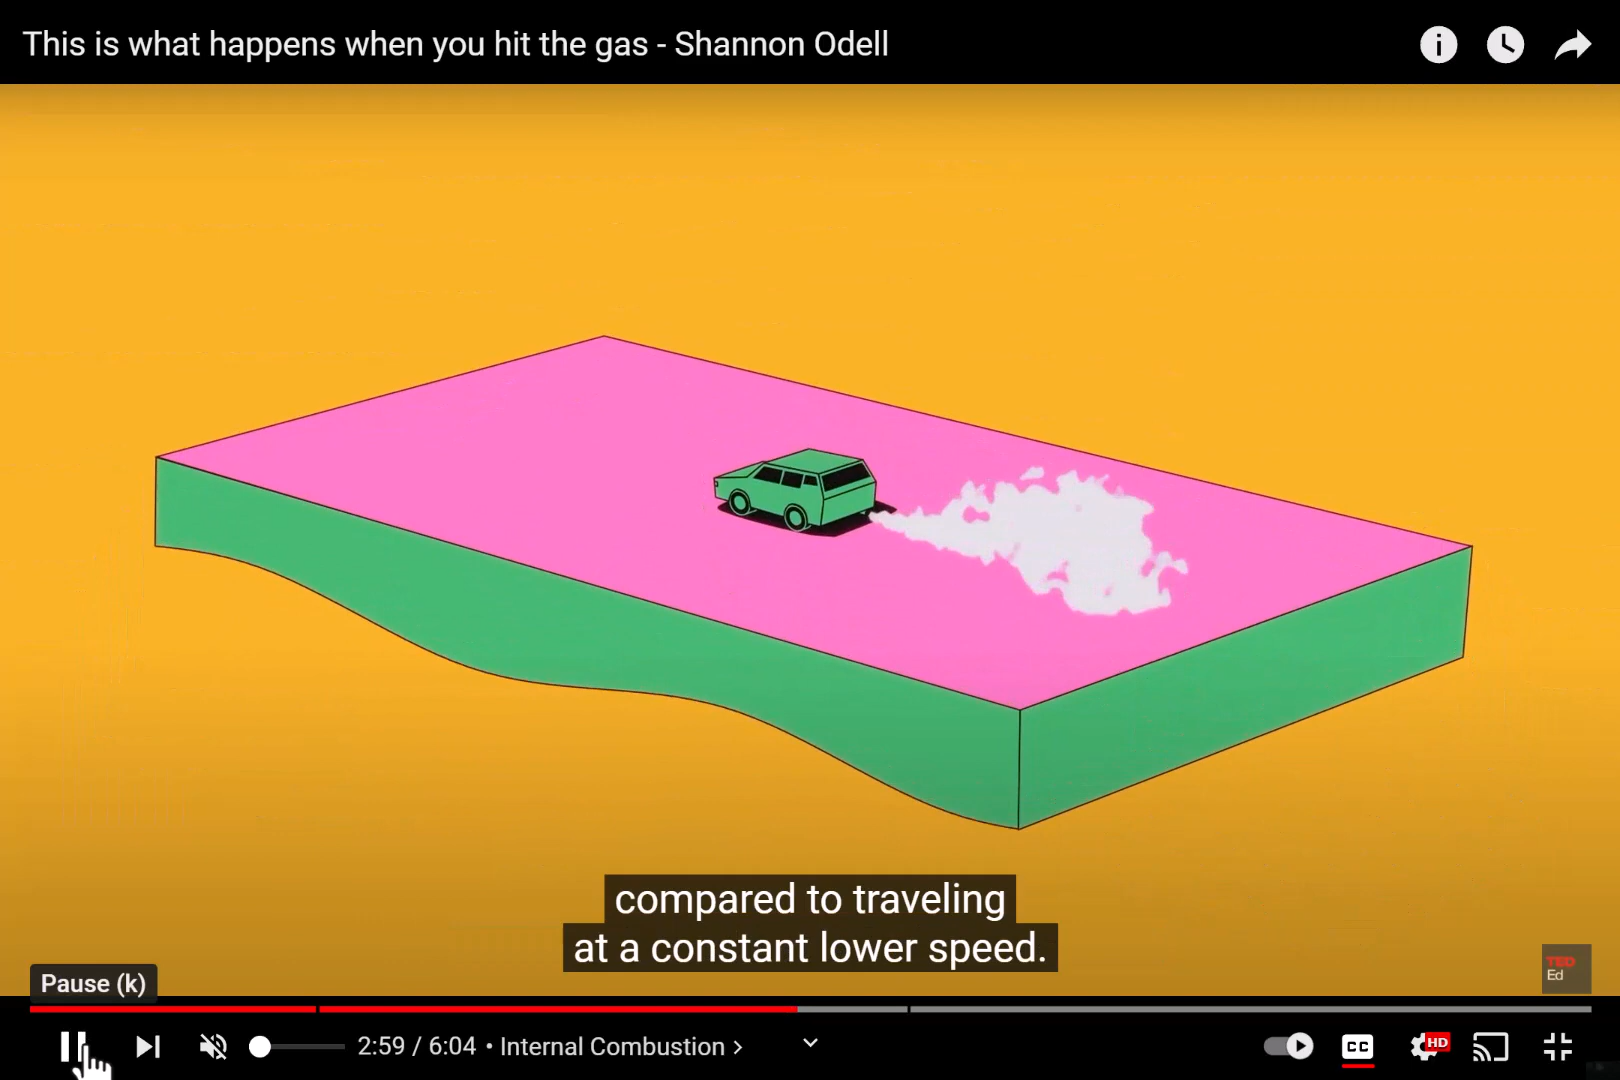 This is what happens when you hit the gas - Shannon Odell
compared to traveling
at a constant lower speed.
TED
Ed
Pause (k)
2:59 / 6:04 • Internal Combustion >
CC
HD